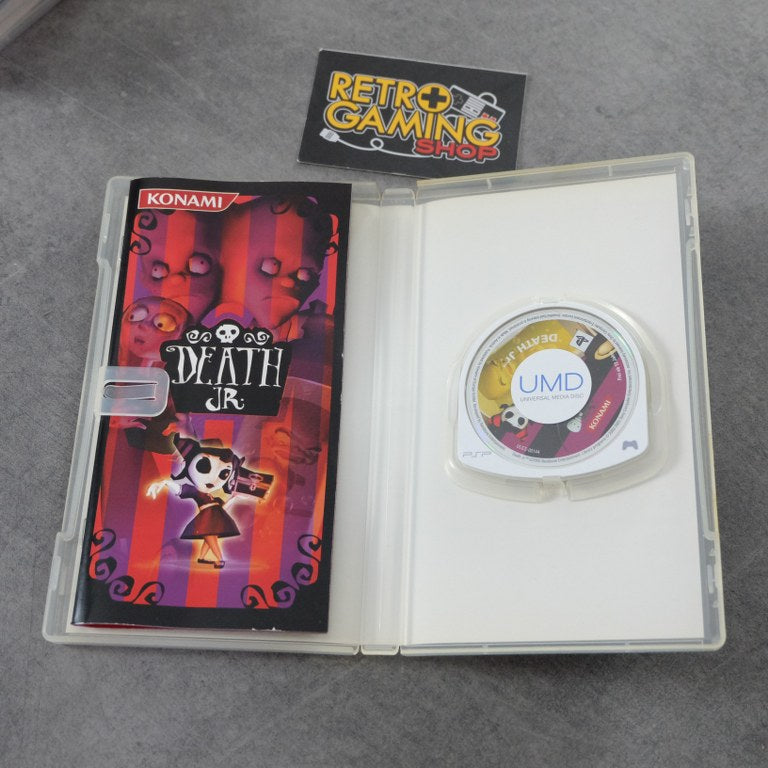 RETRO
GAMING
SHOP
KONAMI
DEATH
JR.
DEATH JR.
UMD
UNIVERSAL MEDIA DISC
KONAMI
PSP